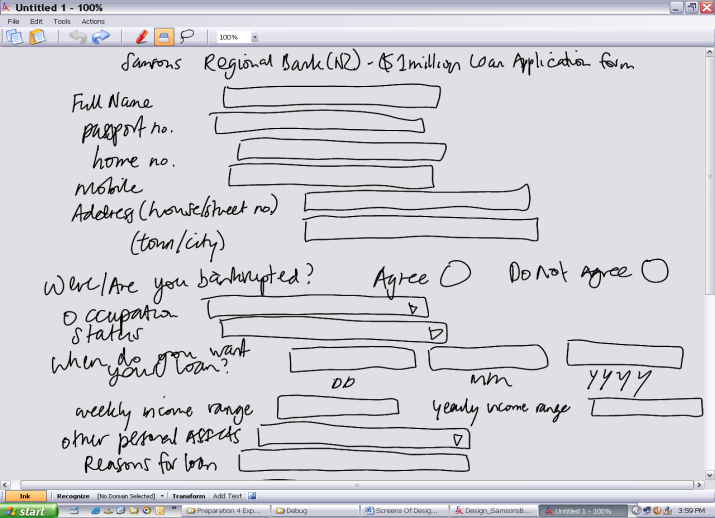 Untitled 1 - 100%
File Edit Tools Actions
100%
Samsons Regional Bank (NZ) - $1 million Loan Application form
Full Name
passport no.
home no.
mobile
Address (house/street no.)
(town/city)
Were/Are you bankrupted? Agree Do Not Agree
Occupation
Status
When do you want
your loan?
DD MM YYYY
weekly income range yearly income range
other personal ASSETS
Reasons for loan
Ink Recognize [No Domain Selected] Transform Add Text
start Preparation 4 Exp... Debug Screens Of Desig... Design_SamsonsB... Untitled 1 - 100% 3:59 PM